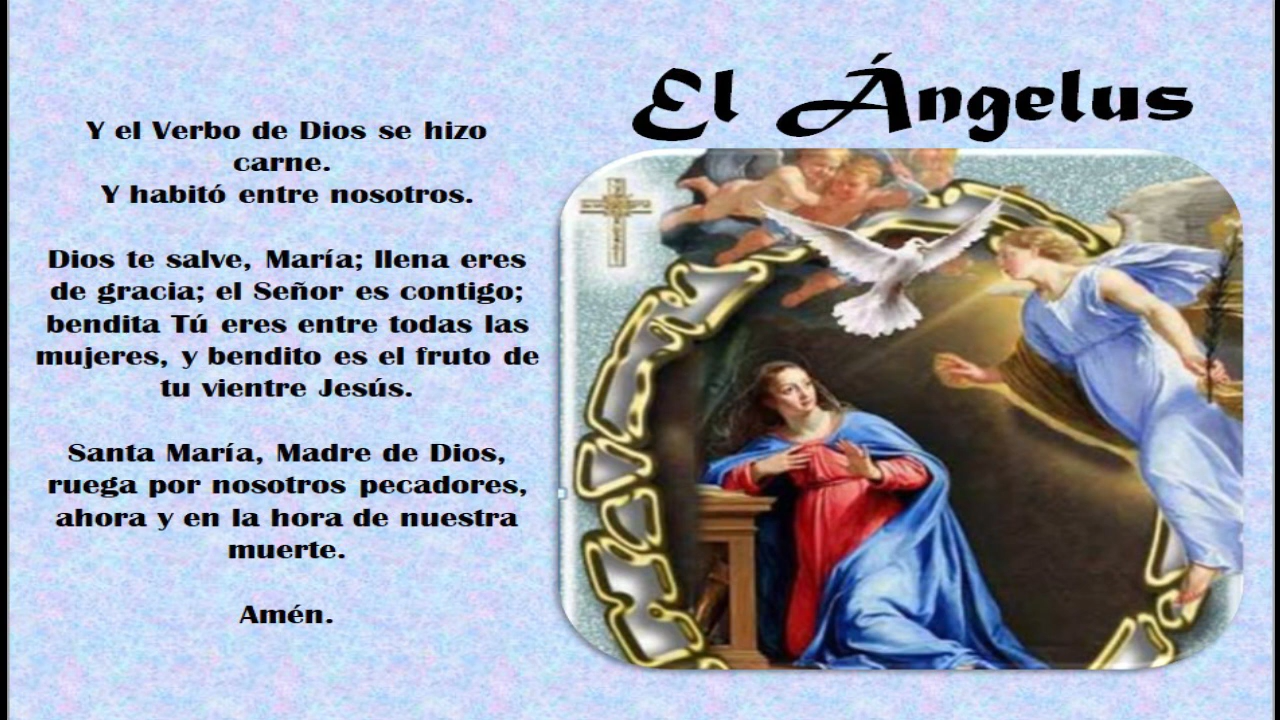 El Ángelus
Y el Verbo de Dios se hizo
carne.
Y habitó entre nosotros.
Dios te salve, María; llena eres
de gracia; el Señor es contigo;
bendita Tú eres entre todas las
mujeres, y bendito es el fruto de
tu vientre Jesús.
Santa María, Madre de Dios,
ruega por nosotros pecadores,
ahora y en la hora de nuestra
muerte.
Amén.